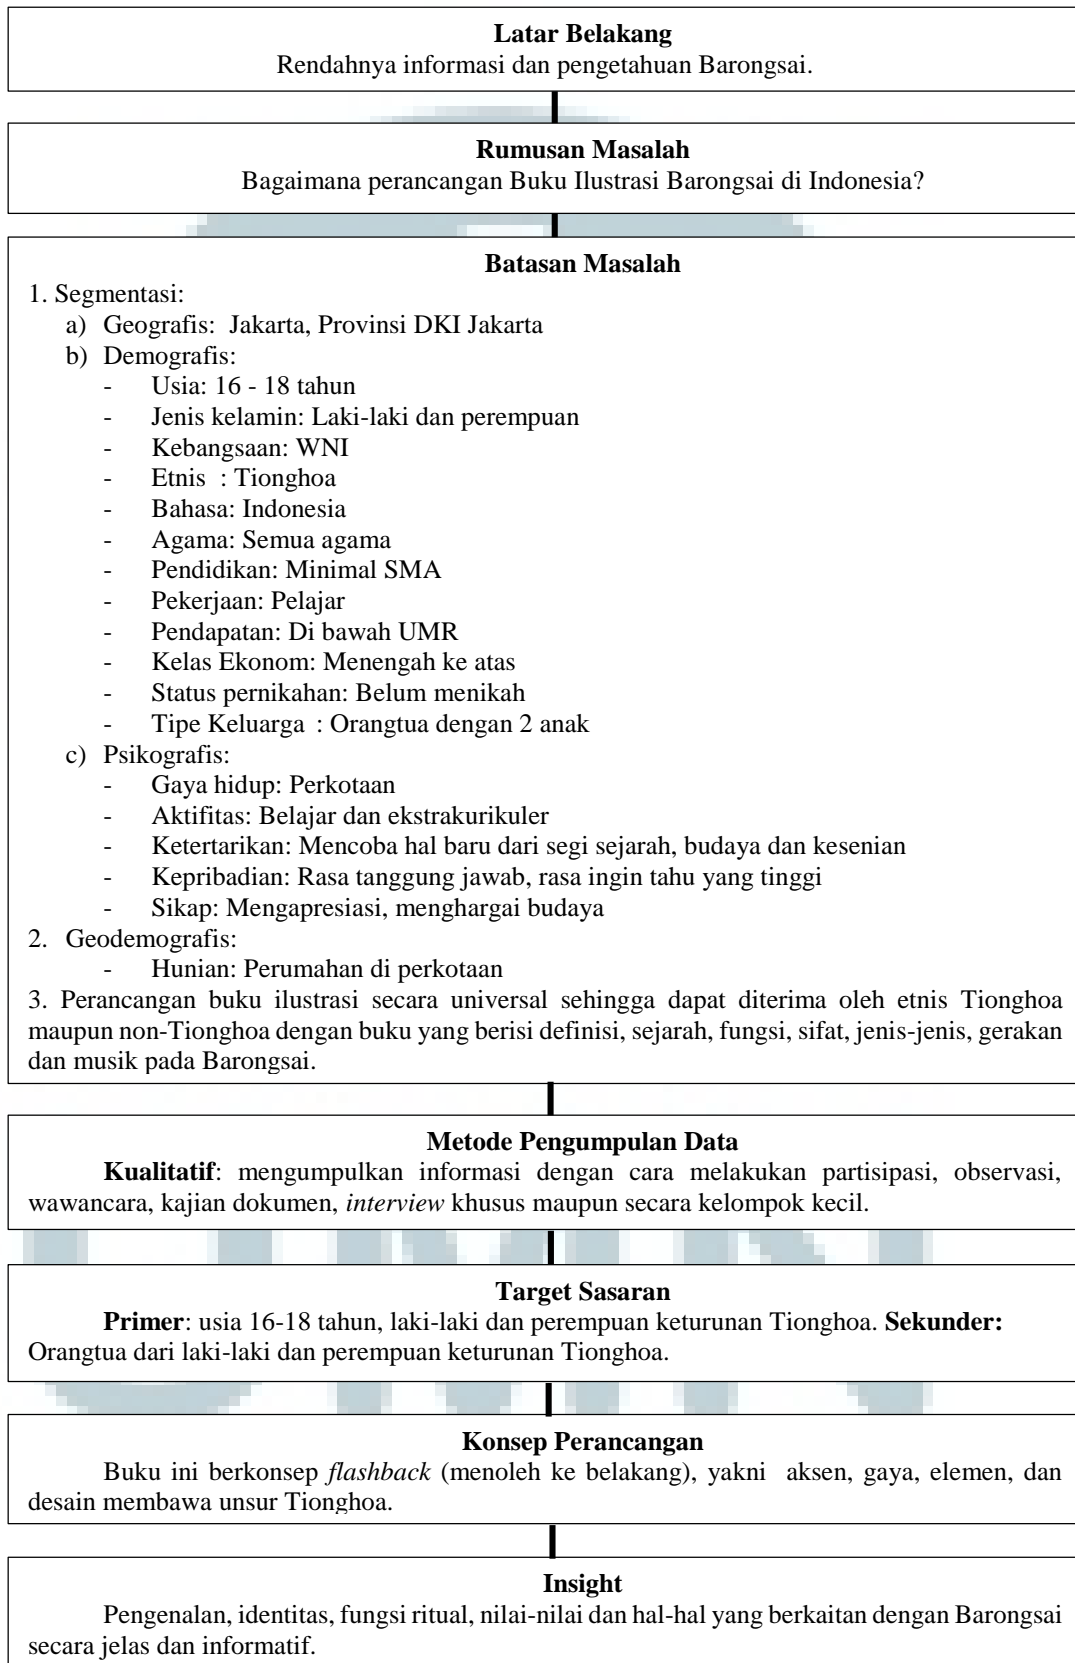 Latar Belakang
Rendahnya informasi dan pengetahuan Barongsai.
Rumusan Masalah
Bagaimana perancangan Buku Ilustrasi Barongsai di Indonesia?
Batasan Masalah
1. Segmentasi:
a) Geografis: Jakarta, Provinsi DKI Jakarta
b) Demografis:
- Usia: 16 - 18 tahun
- Jenis kelamin: Laki-laki dan perempuan
- Kebangsaan: WNI
- Etnis : Tionghoa
- Bahasa: Indonesia
- Agama: Semua agama
- Pendidikan: Minimal SMA
- Pekerjaan: Pelajar
- Pendapatan: Di bawah UMR
- Kelas Ekonom: Menengah ke atas
- Status pernikahan: Belum menikah
- Tipe Keluarga : Orangtua dengan 2 anak
c) Psikografis:
- Gaya hidup: Perkotaan
- Aktifitas: Belajar dan ekstrakurikuler
- Ketertarikan: Mencoba hal baru dari segi sejarah, budaya dan kesenian
- Kepribadian: Rasa tanggung jawab, rasa ingin tahu yang tinggi
- Sikap: Mengapresiasi, menghargai budaya
2. Geodemografis:
- Hunian: Perumahan di perkotaan
3. Perancangan buku ilustrasi secara universal sehingga dapat diterima oleh etnis Tionghoa
maupun non-Tionghoa dengan buku yang berisi definisi, sejarah, fungsi, sifat, jenis-jenis, gerakan
dan musik pada Barongsai.
Metode Pengumpulan Data
Kualitatif: mengumpulkan informasi dengan cara melakukan partisipasi, observasi,
wawancara, kajian dokumen, interview khusus maupun secara kelompok kecil.
Target Sasaran
Primer: usia 16-18 tahun, laki-laki dan perempuan keturunan Tionghoa. Sekunder:
Orangtua dari laki-laki dan perempuan keturunan Tionghoa.
Konsep Perancangan
Buku ini berkonsep flashback (menoleh ke belakang), yakni aksen, gaya, elemen, dan
desain membawa unsur Tionghoa.
Insight
Pengenalan, identitas, fungsi ritual, nilai-nilai dan hal-hal yang berkaitan dengan Barongsai
secara jelas dan informatif.